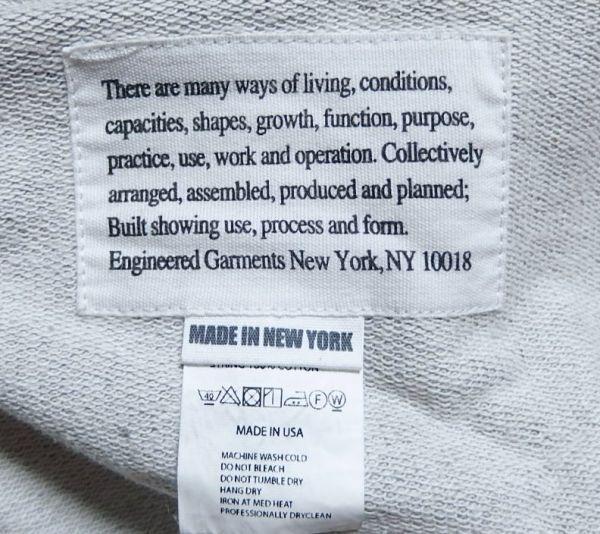 There are many ways of living, conditions,
capacities, shapes, growth, function, purpose,
practice, use, work and operation. Collectively
arranged, assembled, produced and planned;
Built showing use, process and form.
Engineered Garments New York, NY 10018
MADE IN NEW YORK
40 F W
MADE IN USA
MACHINE WASH COLD
DO NOT BLEACH
DO NOT TUMBLE DRY
HANG DRY
IRON AT MED HEAT
PROFESSIONALLY DRYCLEAN